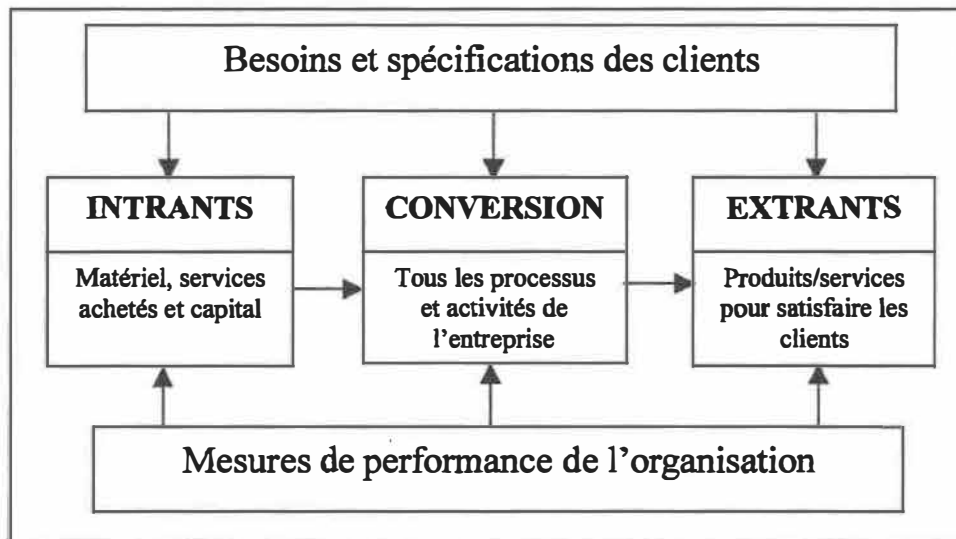 Besoins et spécifications des clients
INTRANTS
Matériel, services
achetés et capital
CONVERSION
Tous les processus
et activités de
l'entreprise
EXTRANTS
Produits/services
pour satisfaire les
clients
Mesures de performance de l'organisation